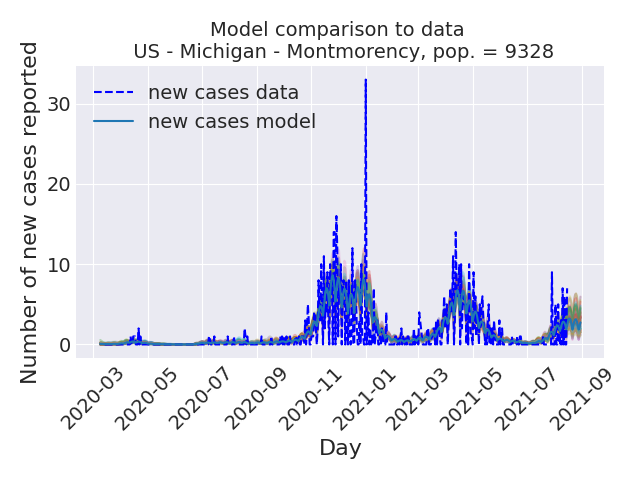 Model comparison to data
US - Michigan - Montmorency, pop. = 9328
Number of new cases reported
30
20
10
0
new cases data
new cases model
2020-03
2020-05
2020-07
2020-09
2020-11
2021-01
2021-03
2021-05
2021-07
2021-09
Day